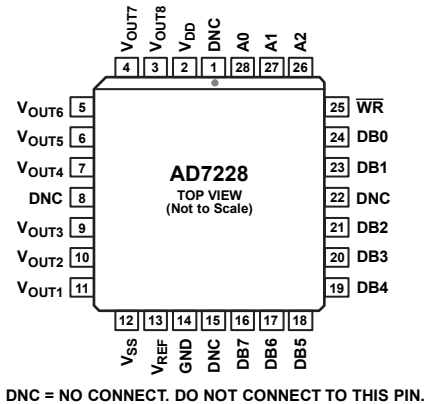 VOUT7
VOUT8
VDD
DNC
A0
A1
A2
4 3 2 1 28 27 26
VOUT6 5
VOUT5 6
VOUT4 7
DNC 8
VOUT3 9
VOUT2 10
VOUT1 11
AD7228
TOP VIEW
(Not to Scale)
25 WR
24 DB0
23 DB1
22 DNC
21 DB2
20 DB3
19 DB4
12 13 14 15 16 17 18
VSS
VREF
GND
DNC
DB7
DB6
DB5
DNC = NO CONNECT. DO NOT CONNECT TO THIS PIN.